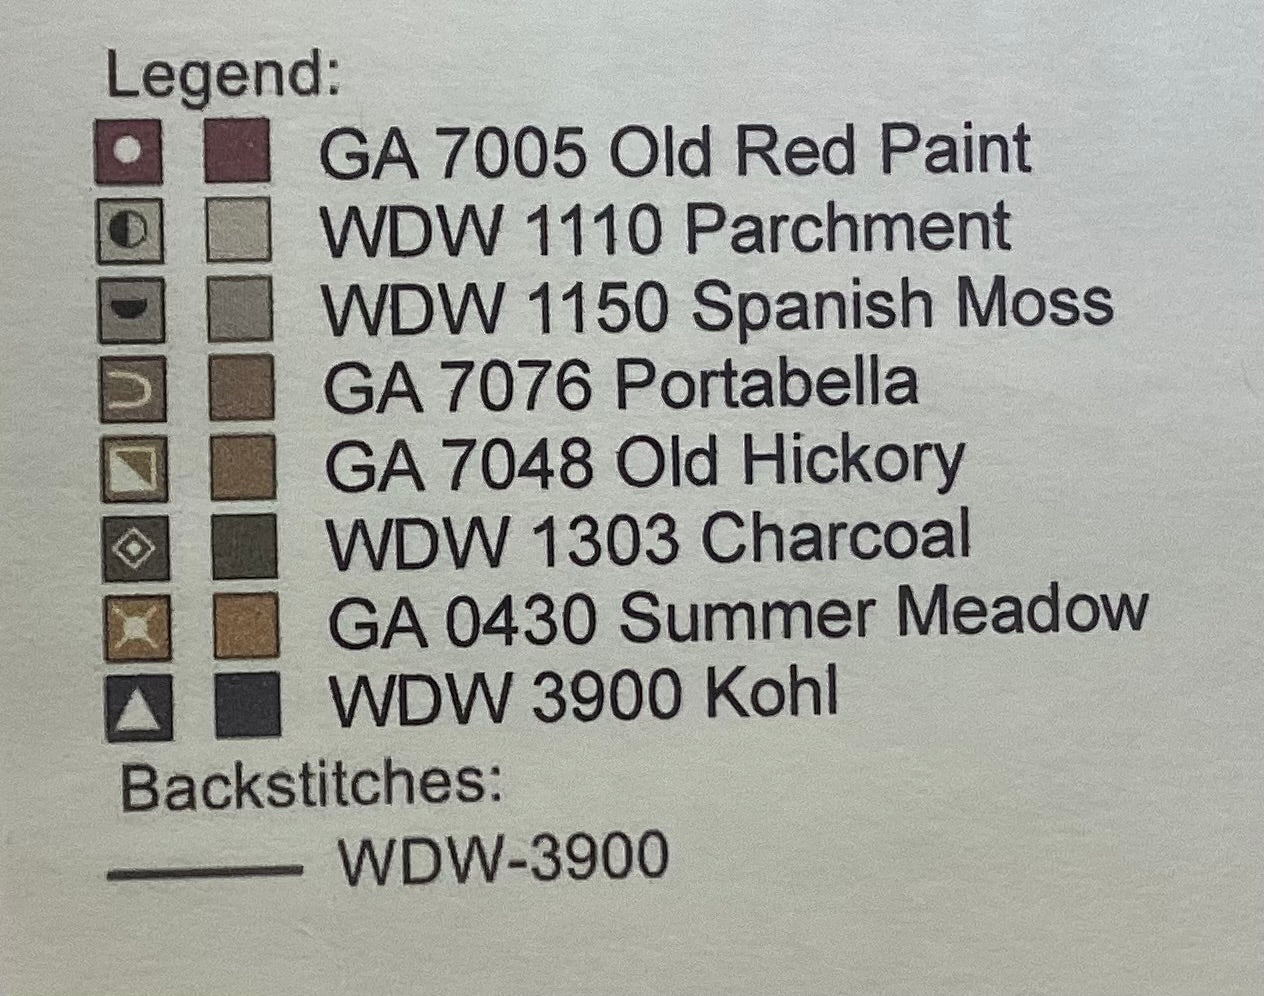 Legend:
GA 7005 Old Red Paint
WDW 1110 Parchment
WDW 1150 Spanish Moss
GA 7076 Portabella
GA 7048 Old Hickory
WDW 1303 Charcoal
GA 0430 Summer Meadow
WDW 3900 Kohl
Backstitches:
WDW-3900